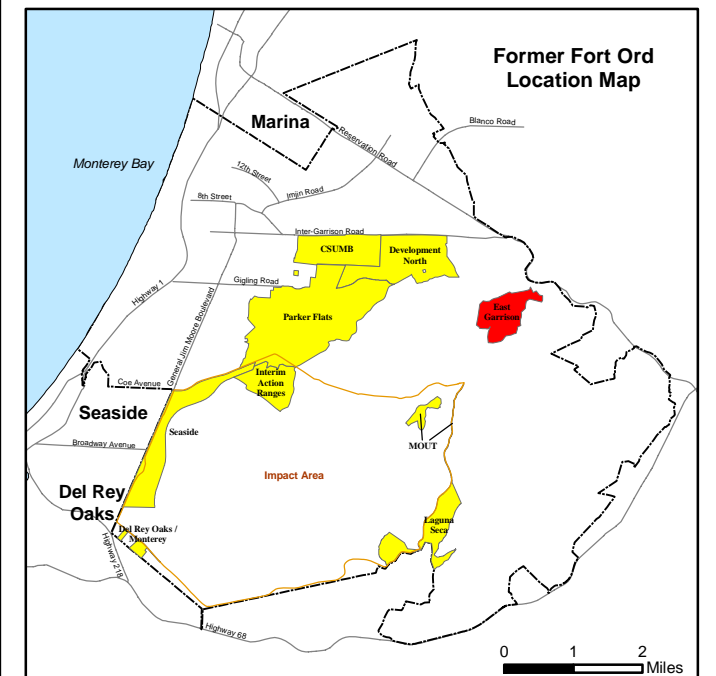 Former Fort Ord
Location Map
Marina
Blanco Road
Reservation Road
Monterey Bay
12th Street
Imjin Road
8th Street
Inter-Garrison Road
CSUMB
Development
North
Gigling Road
Highway 1
General Jim Moore Boulevard
East
Garrison
Parker Flats
Coe Avenue
Interim
Action
Ranges
Seaside
Seaside
Broadway Avenue
MOUT
Impact Area
Del Rey
Oaks
Laguna
Seca
Del Rey Oaks /
Monterey
Highway 218
Highway 68
0 1 2
Miles